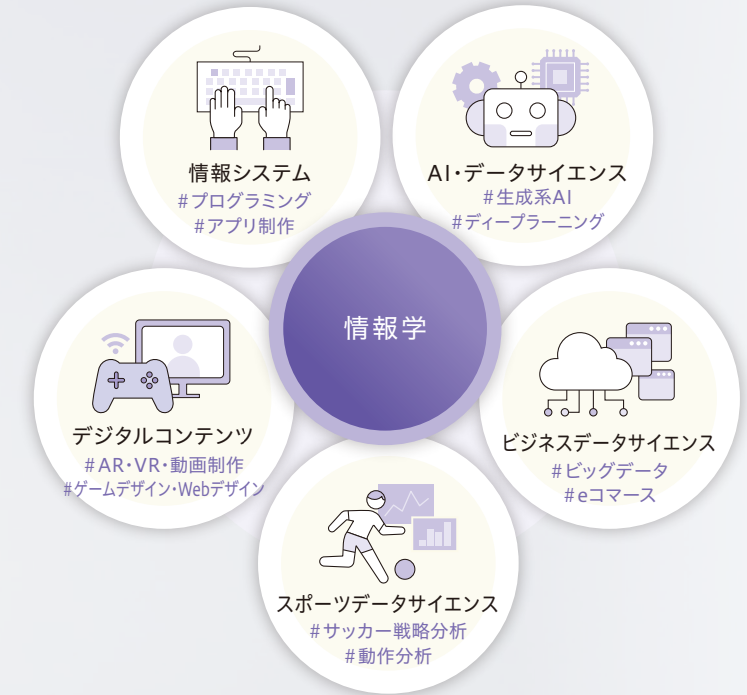 情報システム
#プログラミング
#アプリ制作
AI・データサイエンス
#生成系AI
#ディープラーニング
情報学
デジタルコンテンツ
#AR・VR・動画制作
#ゲームデザイン・Webデザイン
ビジネスデータサイエンス
#ビッグデータ
#eコマース
スポーツデータサイエンス
#サッカー戦略分析
#動作分析